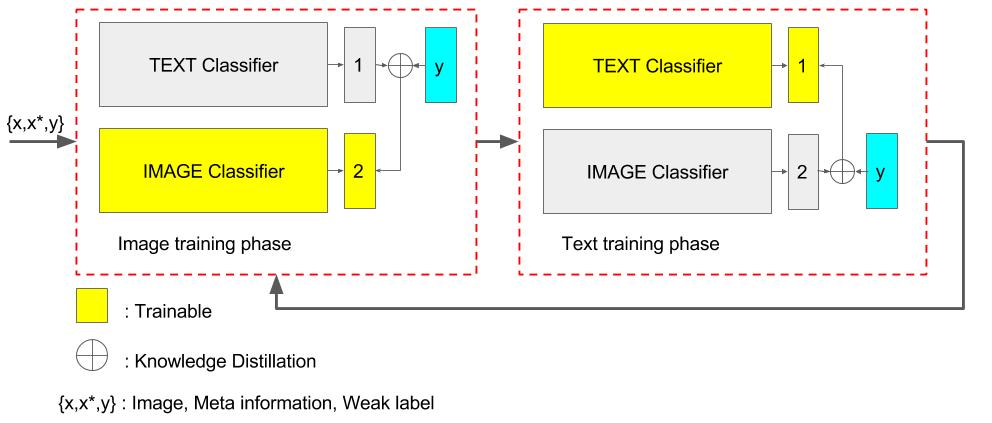 {x,x*,y}
TEXT Classifier
1
y
IMAGE Classifier
2
Image training phase
TEXT Classifier
1
IMAGE Classifier
2
y
Text training phase
: Trainable
: Knowledge Distillation
{x,x*,y} : Image, Meta information, Weak label